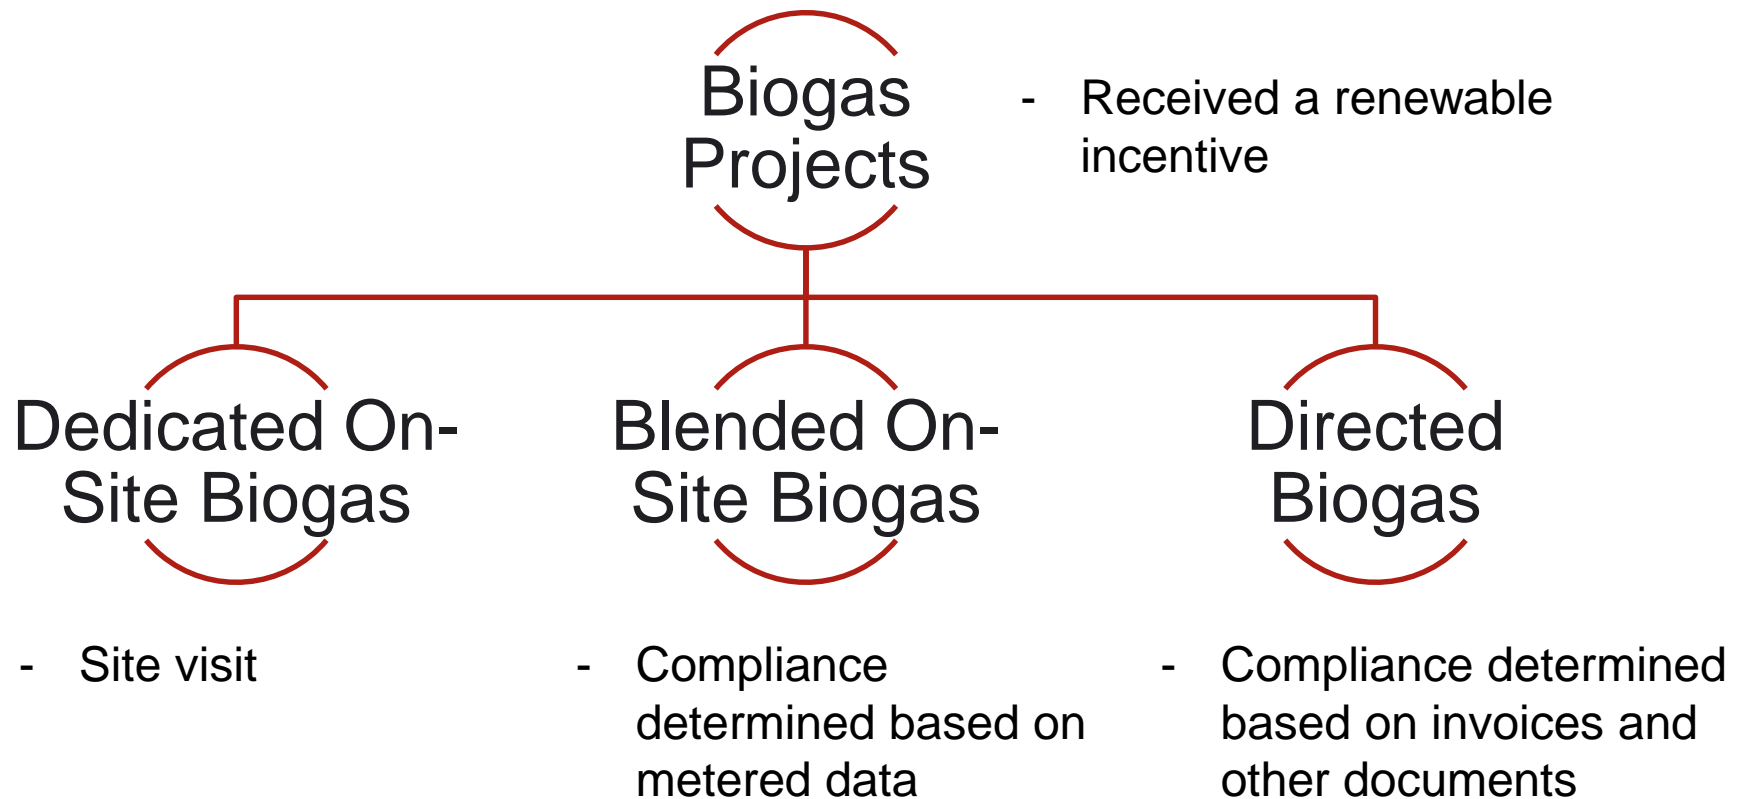 Biogas
Projects
- Received a renewable
incentive
Dedicated On-
Site Biogas
Blended On-
Site Biogas
Directed
Biogas
- Site visit
- Compliance
determined based on
metered data
- Compliance determined
based on invoices and
other documents